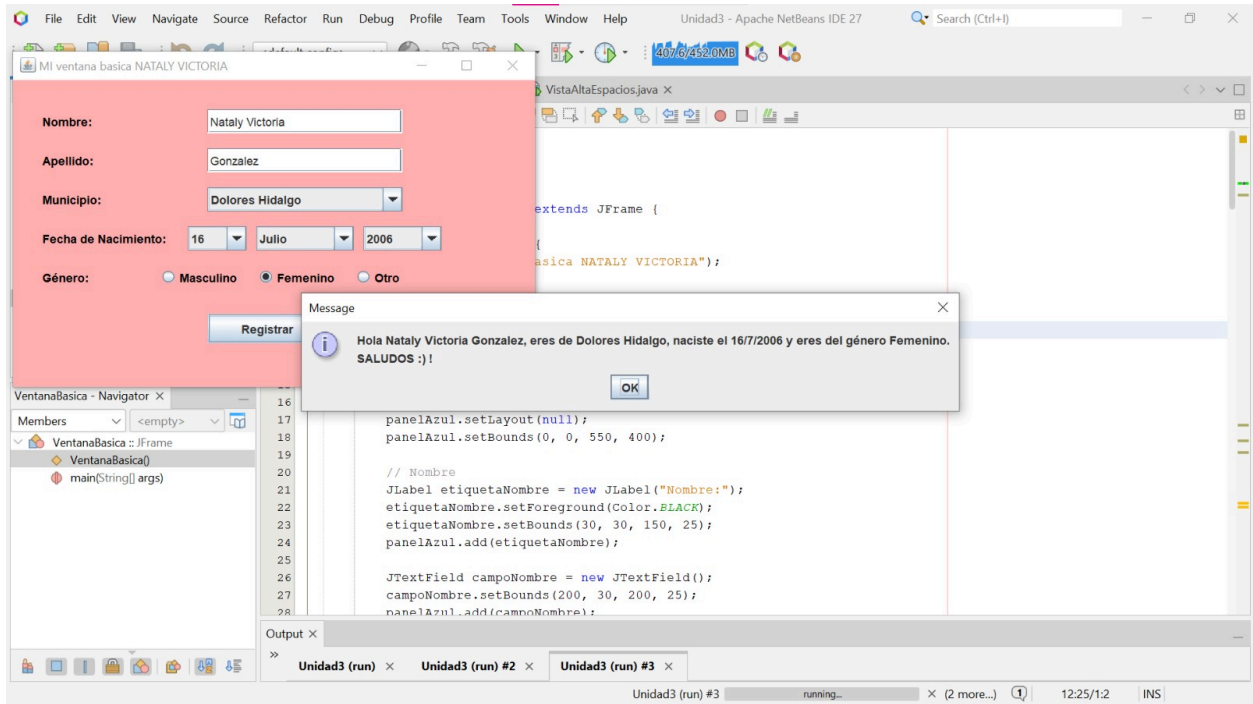 File Edit View Navigate Source Refactor Run Debug Profile Team Tools Window Help Unidad3 - Apache NetBeans IDE 27 Search (Ctrl+I)
407.6/452.0MB
MI ventana basica NATALY VICTORIA
VistaAltaEspacios.java
Nombre: Nataly Victoria
Apellido: Gonzalez
Municipio: Dolores Hidalgo
extends JFrame {
Fecha de Nacimiento: 16 Julio 2006
{
asica NATALY VICTORIA");
Género: Masculino Femenino Otro
Registrar
Message
Hola Nataly Victoria Gonzalez, eres de Dolores Hidalgo, naciste el 16/7/2006 y eres del género Femenino.
SALUDOS :) !
OK
VentanaBasica - Navigator
Members <empty>
VentanaBasica :: JFrame
VentanaBasica()
main(String[] args)
16
17 panelAzul.setLayout(null);
18 panelAzul.setBounds(0, 0, 550, 400);
19
20 // Nombre
21 JLabel etiquetaNombre = new JLabel("Nombre:");
22 etiquetaNombre.setForeground(Color.BLACK);
23 etiquetaNombre.setBounds(30, 30, 150, 25);
24 panelAzul.add(etiquetaNombre);
25
26 JTextField campoNombre = new JTextField();
27 campoNombre.setBounds(200, 30, 200, 25);
28 panelAzul.add(campoNombre);
Output
Unidad3 (run) Unidad3 (run) #2 Unidad3 (run) #3
Unidad3 (run) #3 running... (2 more...) 1 12:25/1:2 INS